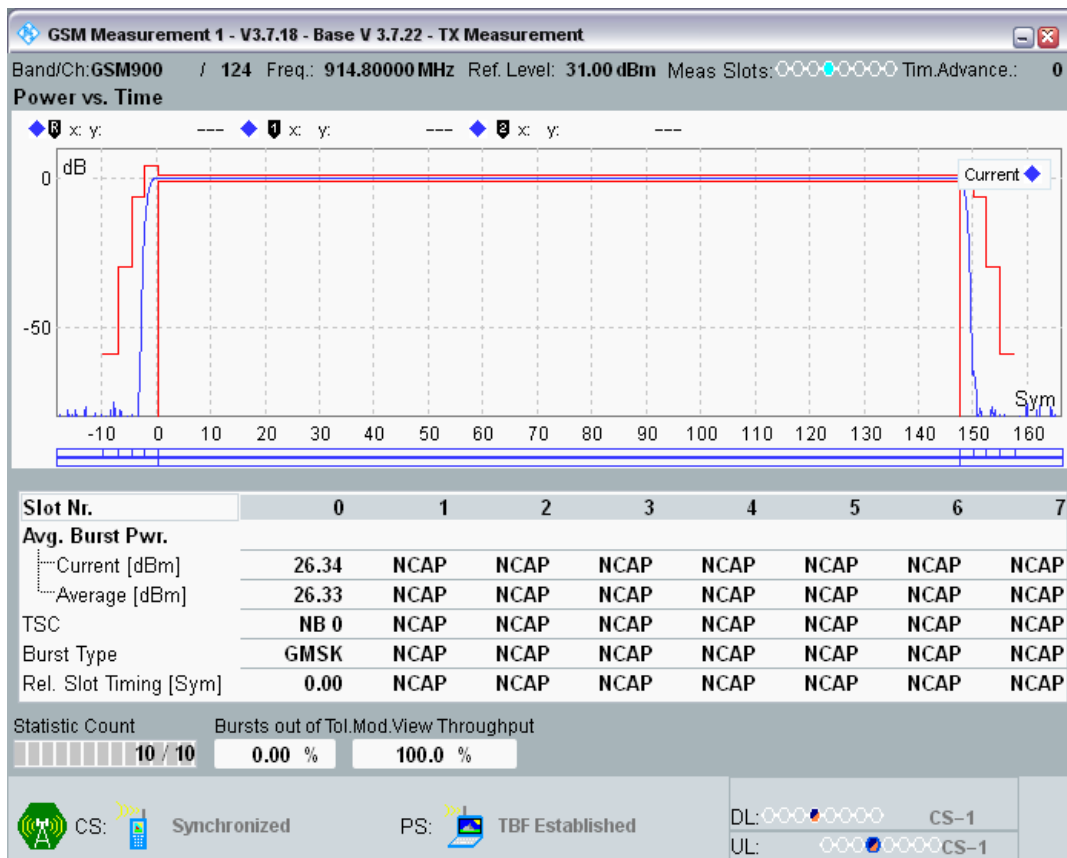 GSM Measurement 1 - V3.7.18 - Base V 3.7.22 - TX Measurement
Band/Ch:GSM900 / 124 Freq.: 914.80000 MHz Ref. Level: 31.00 dBm Meas Slots: Tim.Advance.: 0
Power vs. Time
R x: y: --- 1 x: y: --- 2 x: y: ---
dB
Current
0
-50
Sym
-10 0 10 20 30 40 50 60 70 80 90 100 110 120 130 140 150 160
Slot Nr. 0 1 2 3 4 5 6 7
Avg. Burst Pwr.
Current [dBm] 26.34 NCAP NCAP NCAP NCAP NCAP NCAP NCAP
Average [dBm] 26.33 NCAP NCAP NCAP NCAP NCAP NCAP NCAP
TSC NB 0 NCAP NCAP NCAP NCAP NCAP NCAP NCAP
Burst Type GMSK NCAP NCAP NCAP NCAP NCAP NCAP NCAP
Rel. Slot Timing [Sym] 0.00 NCAP NCAP NCAP NCAP NCAP NCAP NCAP
Statistic Count Bursts out of Tol.Mod.View Throughput
10 / 10 0.00 % 100.0 %
CS: Synchronized PS: TBF Established DL: CS-1
UL: CS-1